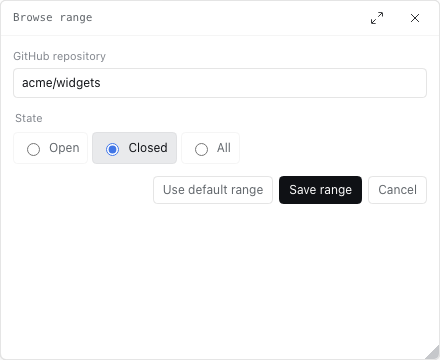 Browse range
GitHub repository
acme/widgets
State
Open Closed All
Use default range Save range Cancel